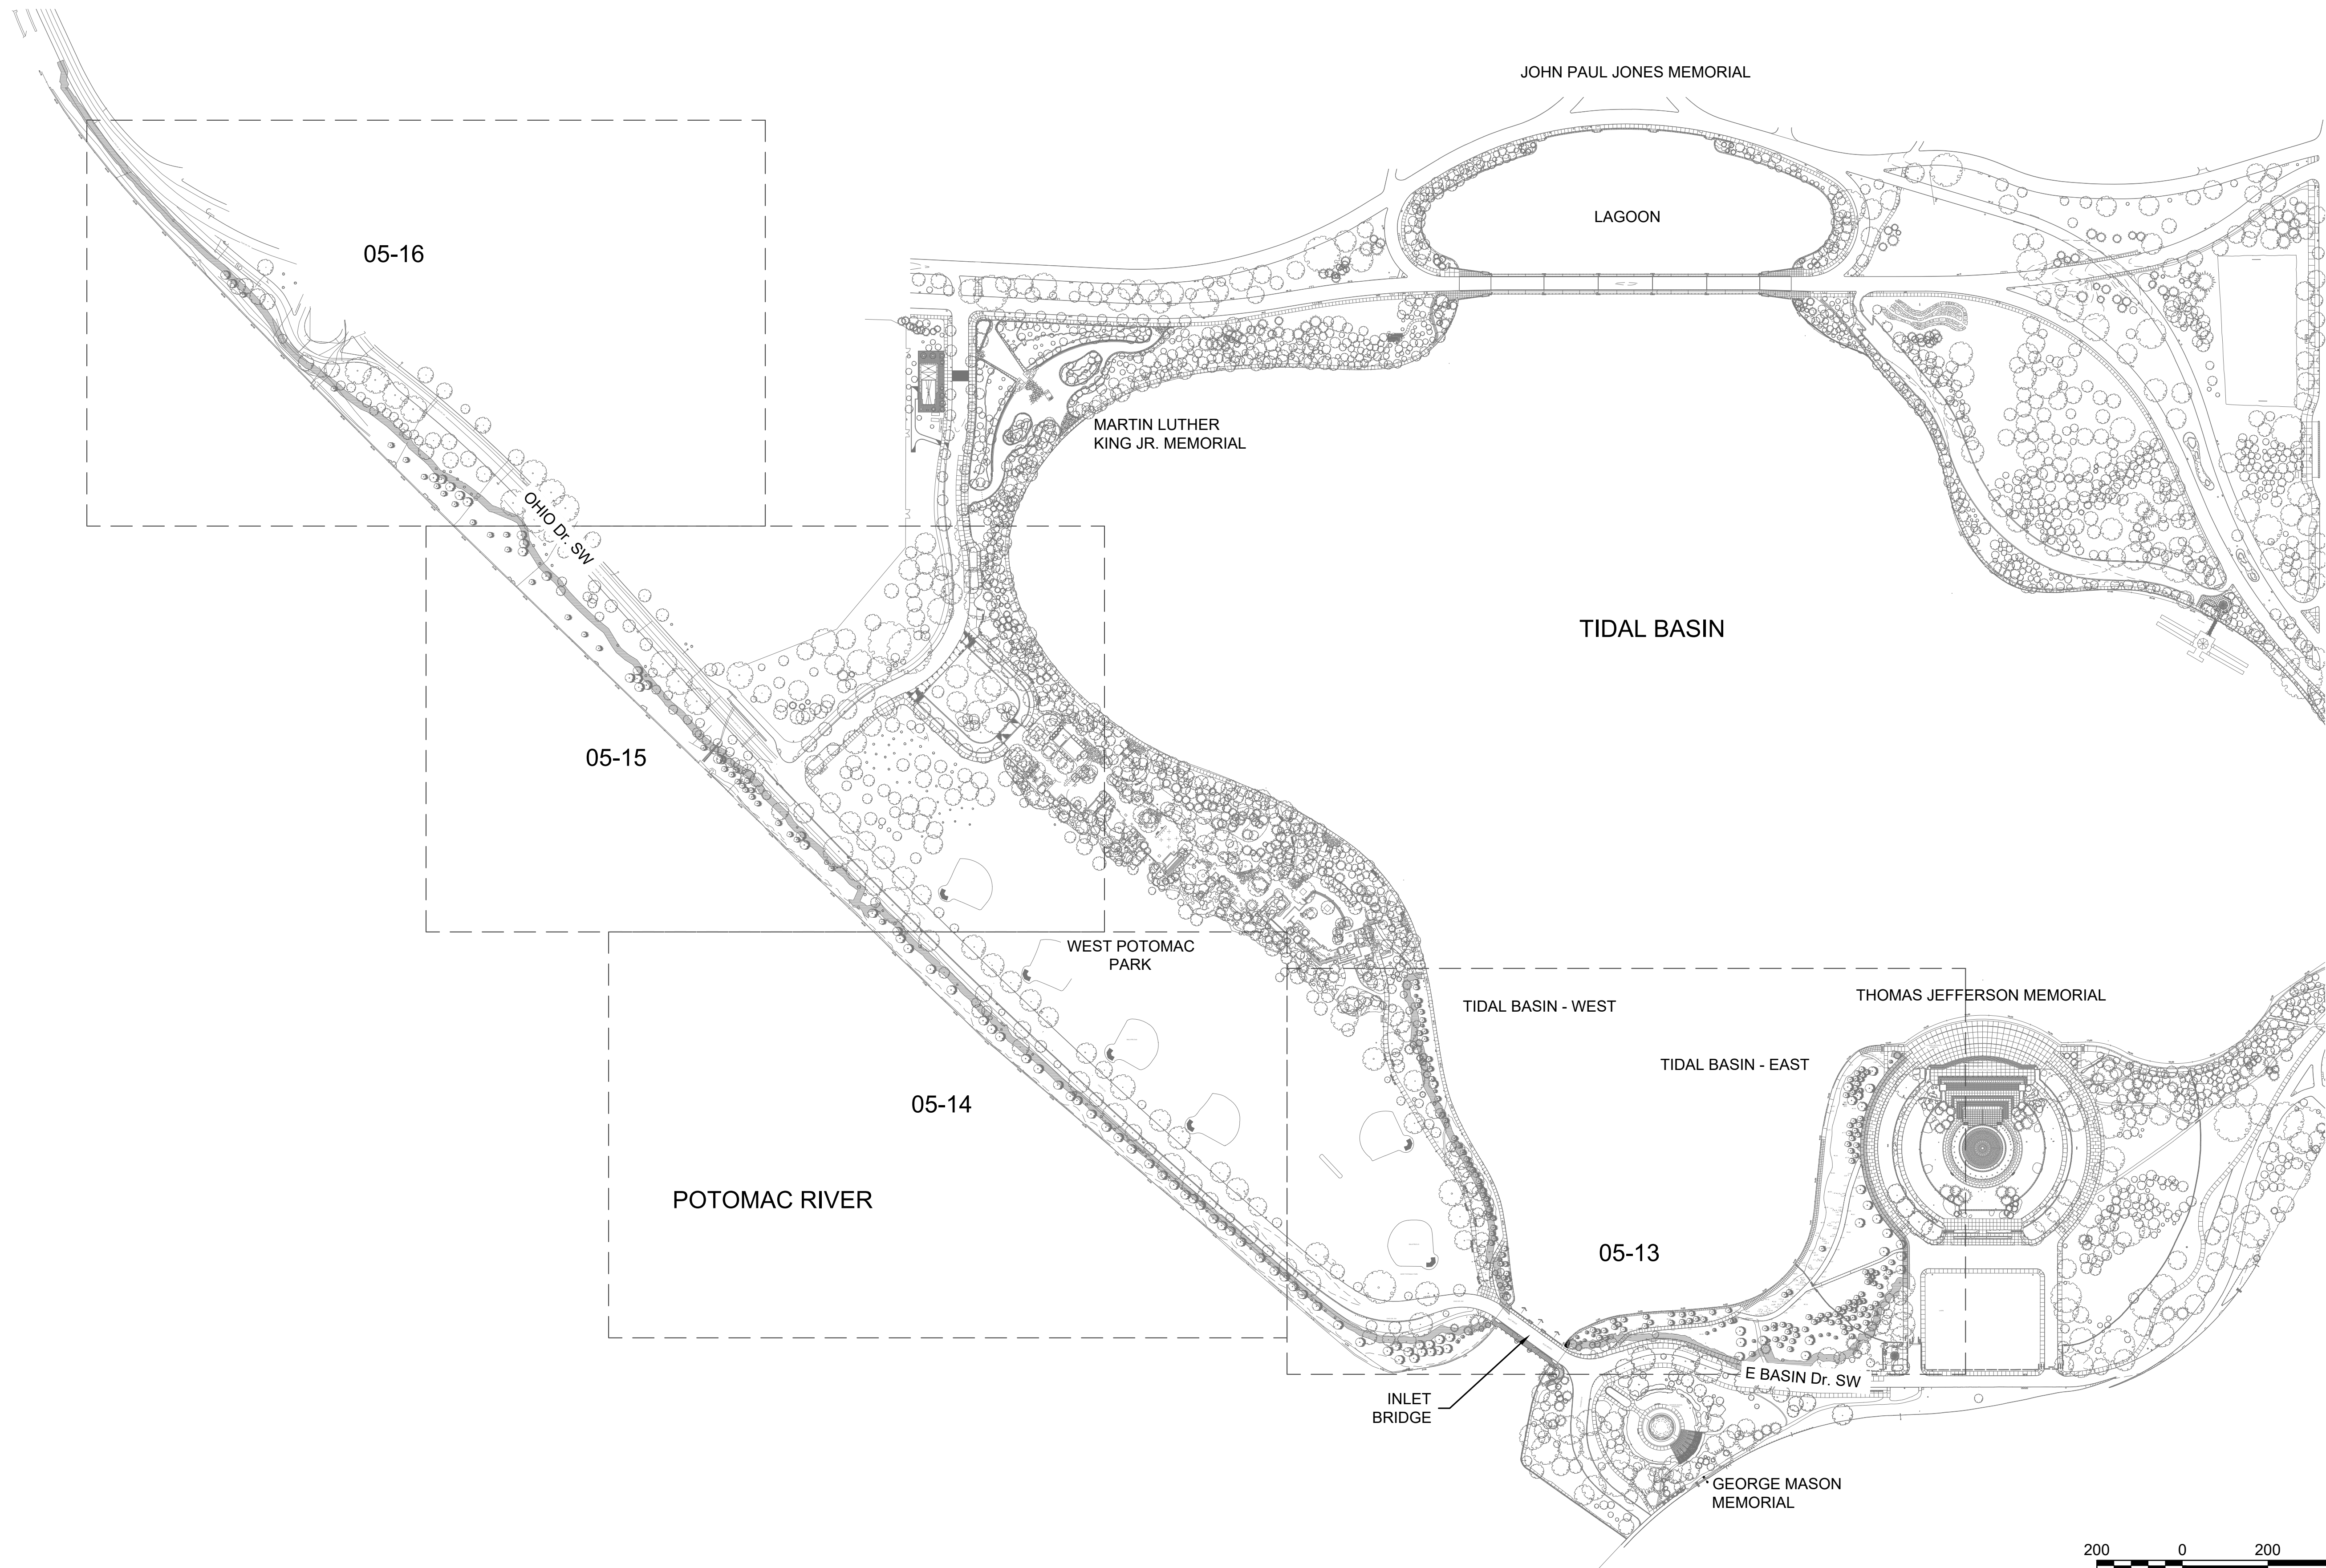 JOHN PAUL JONES MEMORIAL
LAGOON
05-16
MARTIN LUTHER
KING JR. MEMORIAL
OHIO Dr. SW
TIDAL BASIN
05-15
WEST POTOMAC
PARK
TIDAL BASIN - WEST
THOMAS JEFFERSON MEMORIAL
TIDAL BASIN - EAST
05-14
POTOMAC RIVER
05-13
E BASIN Dr. SW
INLET
BRIDGE
GEORGE MASON
MEMORIAL
200 0 200